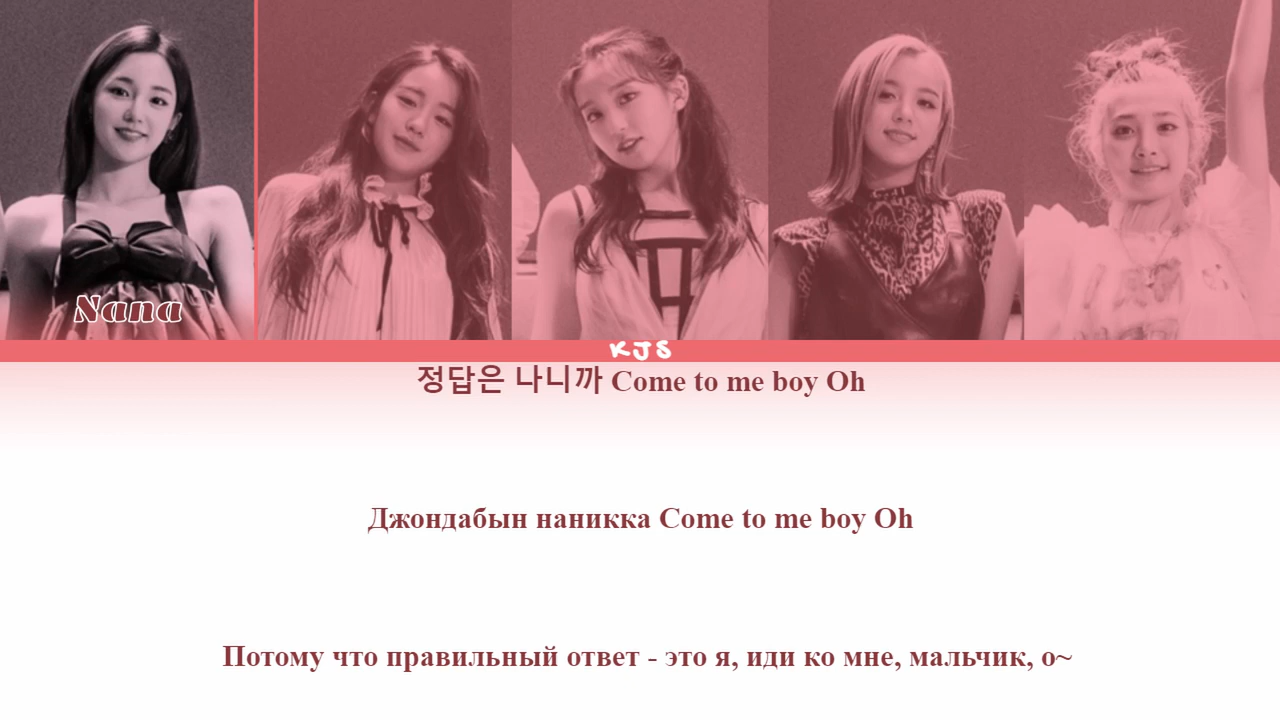 Nana
KJS
정답은 나니까 Come to me boy Oh
Джондабын наникка Come to me boy Oh
Потому что правильный ответ - это я, иди ко мне, мальчик, о~